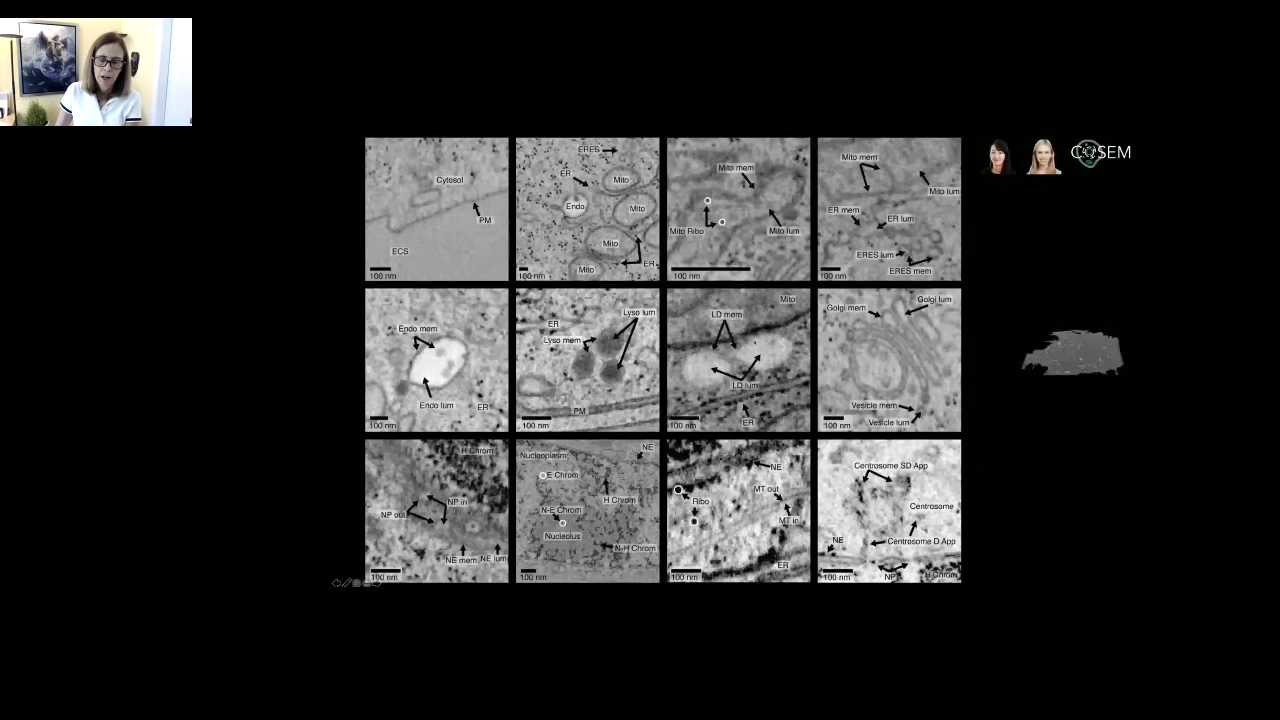 COSEM
Cytosol
PM
ECS
100 nm
ERES
ER
Mito
Endo
Mito
Mito
Mito
ER
100 nm
Mito mem
Mito Ribo
Mito lum
100 nm
Mito mem
Mito lum
ER mem
ER lum
ERES lum
ERES mem
100 nm
Endo mem
Endo lum
ER
100 nm
Lyso lum
ER
Lyso mem
PM
100 nm
Mito
LD mem
LD lum
ER
100 nm
Golgi lum
Golgi mem
Vesicle mem
Vesicle lum
100 nm
H Chrom
NP in
NP out
NE mem
NE lum
100 nm
NE
Nucleoplasm
E Chrom
H Chrom
N-E Chrom
Nucleolus
N-H Chrom
100 nm
NE
MT out
Ribo
MT in
ER
100 nm
Centrosome SD App
Centrosome
NE
Centrosome D App
NP
H Chrom
100 nm